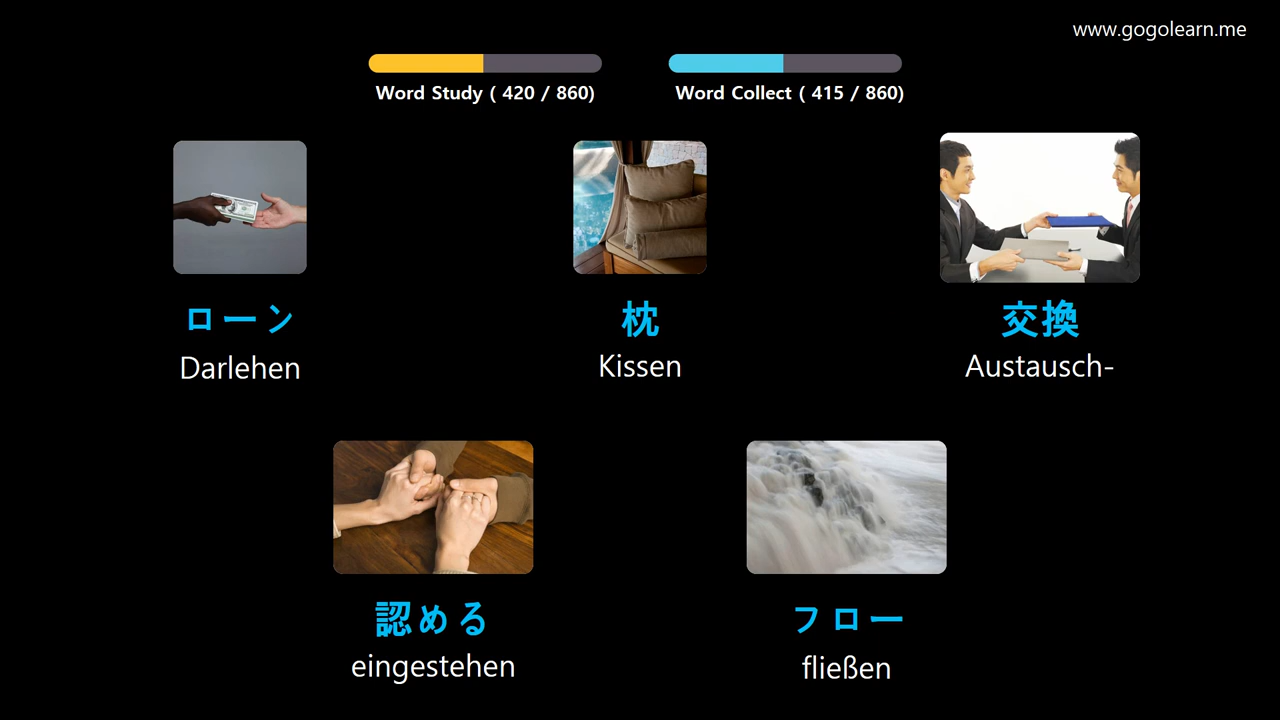 www.gogolearn.me
Word Study ( 420 / 860)
Word Collect ( 415 / 860)
ローン
Darlehen
枕
Kissen
交換
Austausch-
認める
eingestehen
フロー
fließen